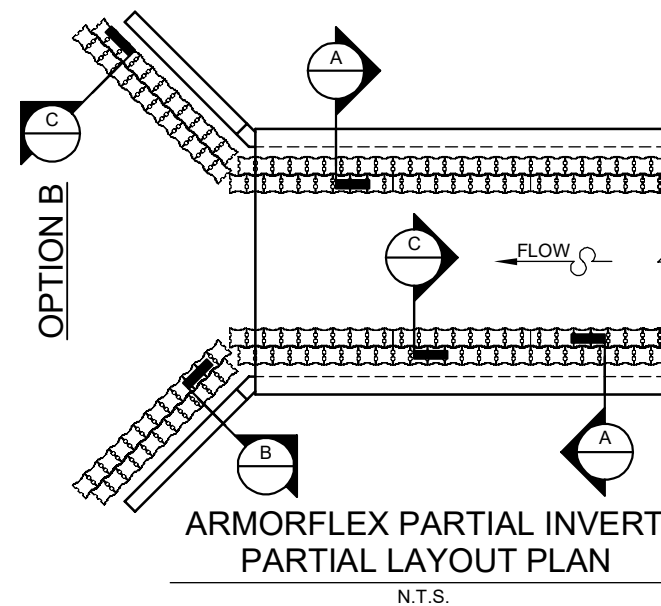 A
C
OPTION B
C
FLOW
B
A
ARMORFLEX PARTIAL INVERT
PARTIAL LAYOUT PLAN
N.T.S.